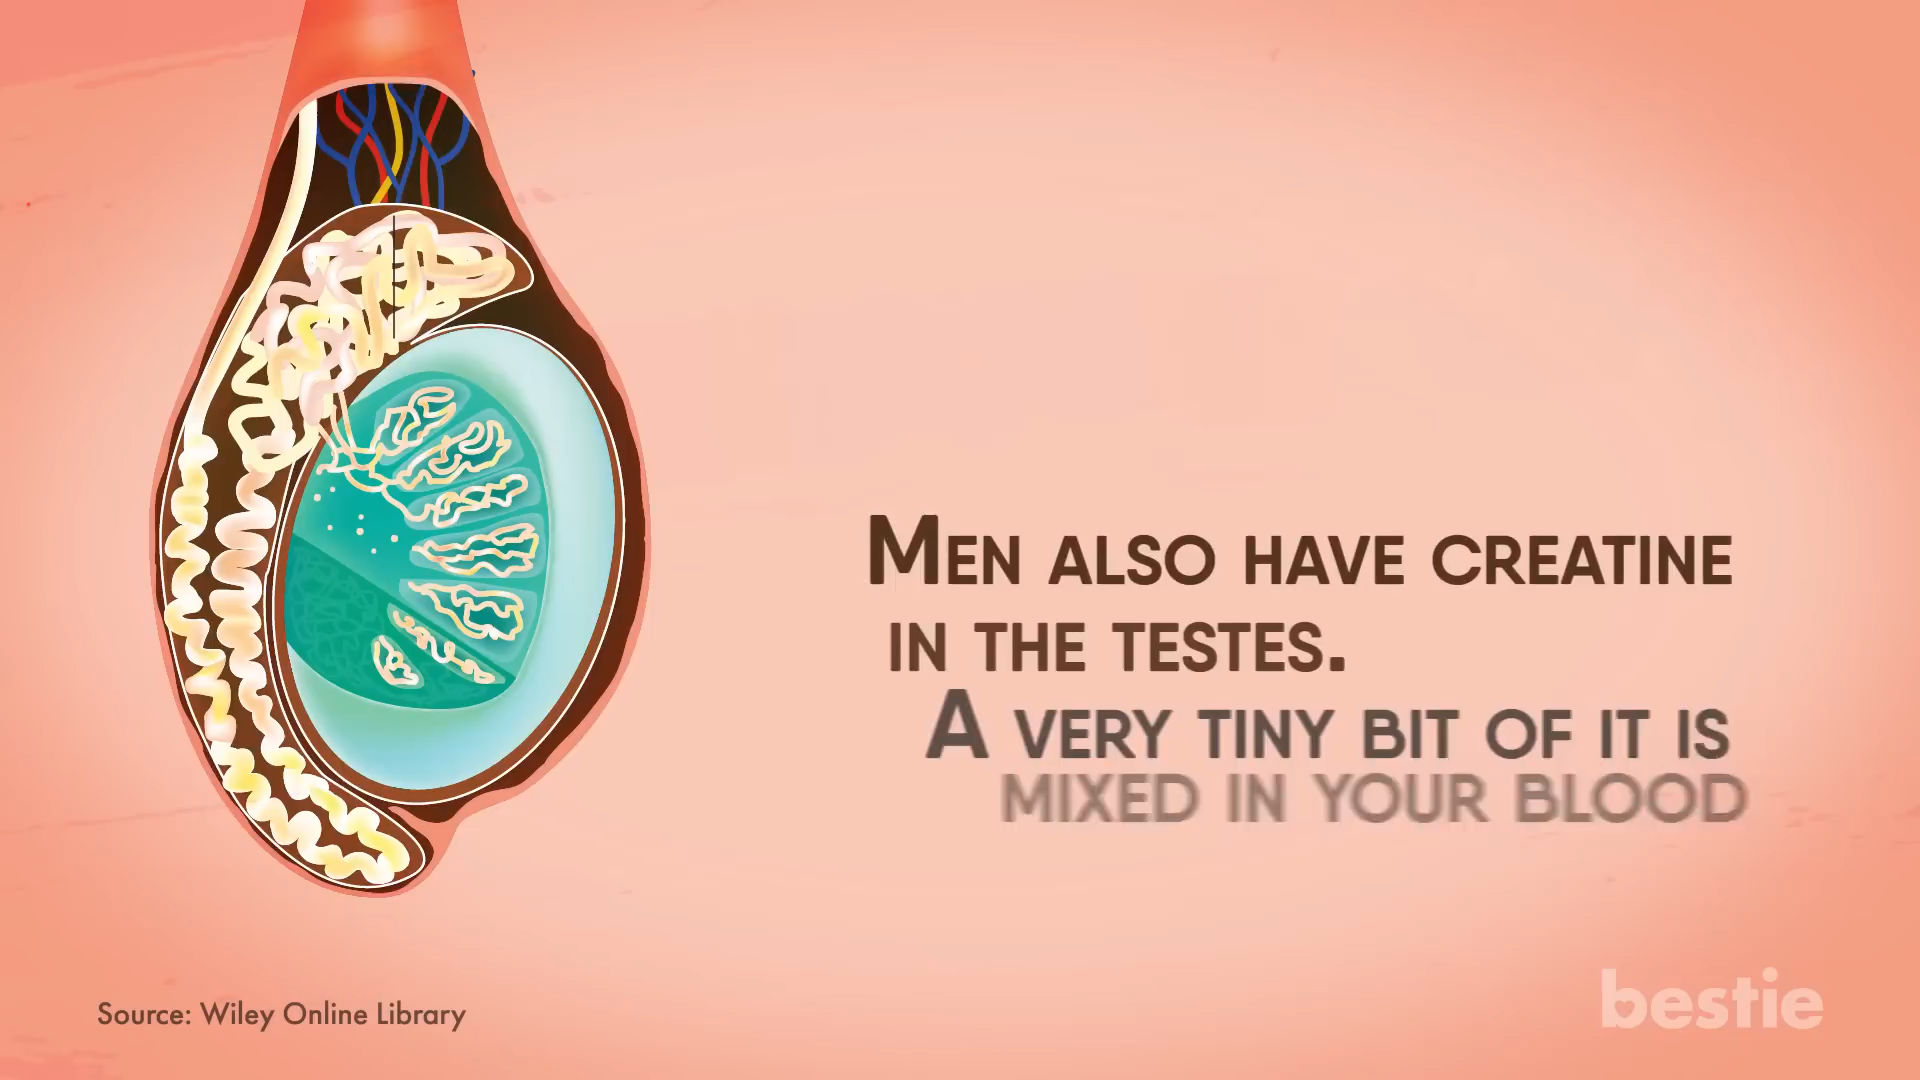 Men also have creatine
in the testes.
A very tiny bit of it is
mixed in your blood
Source: Wiley Online Library
bestie